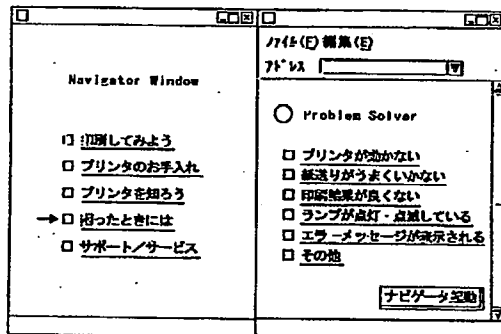 Navigator Window
印刷してみよう
プリンタのお手入れ
プリンタを知ろう
困ったときには
サポート/サービス
ファイル(F) 編集(E)
アドレス
Problem Solver
プリンタが動かない
紙送りがうまくいかない
印刷結果が良くない
ランプが点灯・点滅している
エラーメッセージが表示される
その他
ナビゲータ起動